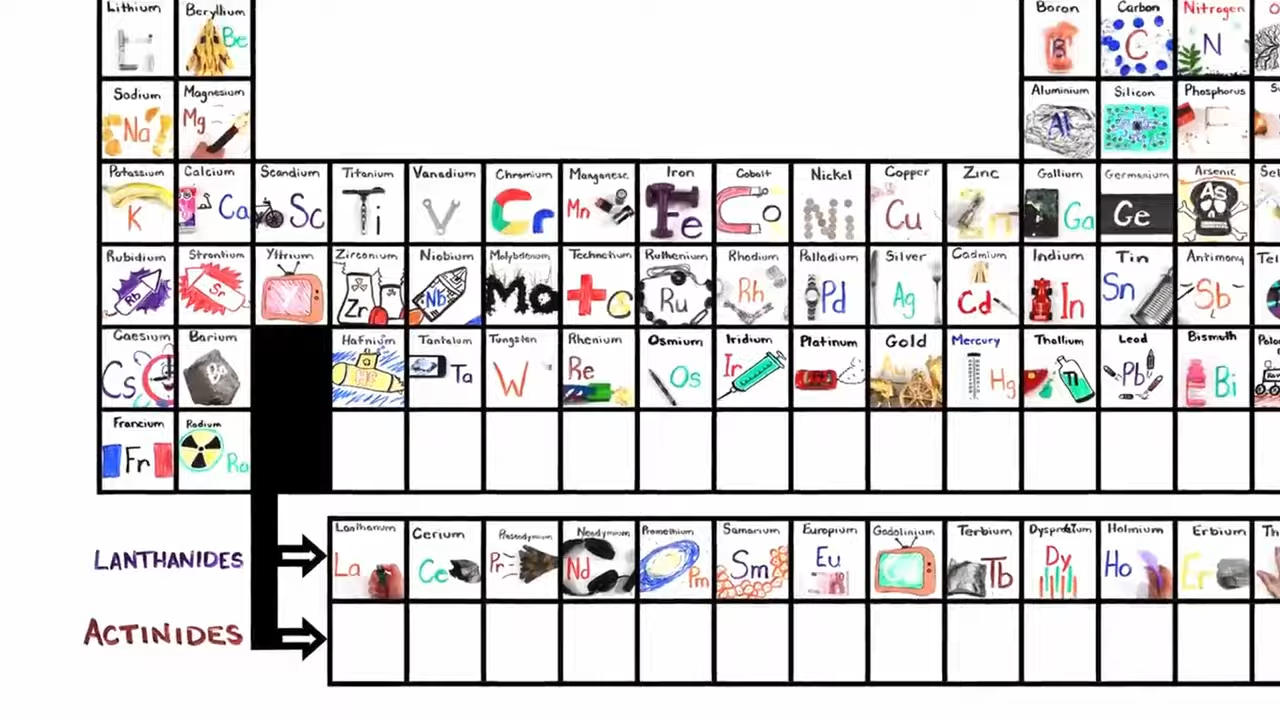 Lithium Beryllium Boron Carbon Nitrogen
Li Be B C N
Sodium Magnesium Aluminium Silicon Phosphorus
Na Mg Al
Potassium Calcium Scandium Titanium Vanadium Chromium Manganese Iron Cobalt Nickel Copper Zinc Gallium Germanium Arsenic
K Ca Sc Ti V Cr Mn Fe Co Ni Cu Zn Ga Ge As
Rubidium Strontium Yttrium Zirconium Niobium Molybdenum Technetium Ruthenium Rhodium Palladium Silver Cadmium Indium Tin Antimony
Rb Sr Y Zr Nb Mo c Ru Rh Pd Ag Cd In Sn Sb
Caesium Barium Hafnium Tantalum Tungsten Rhenium Osmium Iridium Platinum Gold Mercury Thallium Lead Bismuth
Cs Ba Hf Ta W Re Os Ir Au Hg Tl Pb Bi
Francium Radium
Fr Ra
LANTHANIDES Lanthanum Cerium Praseodymium Neodymium Promethium Samarium Europium Gadolinium Terbium Dysprosium Holmium Erbium
La Ce Pr Nd Pm Sm Eu Tb Dy Ho Er
ACTINIDES